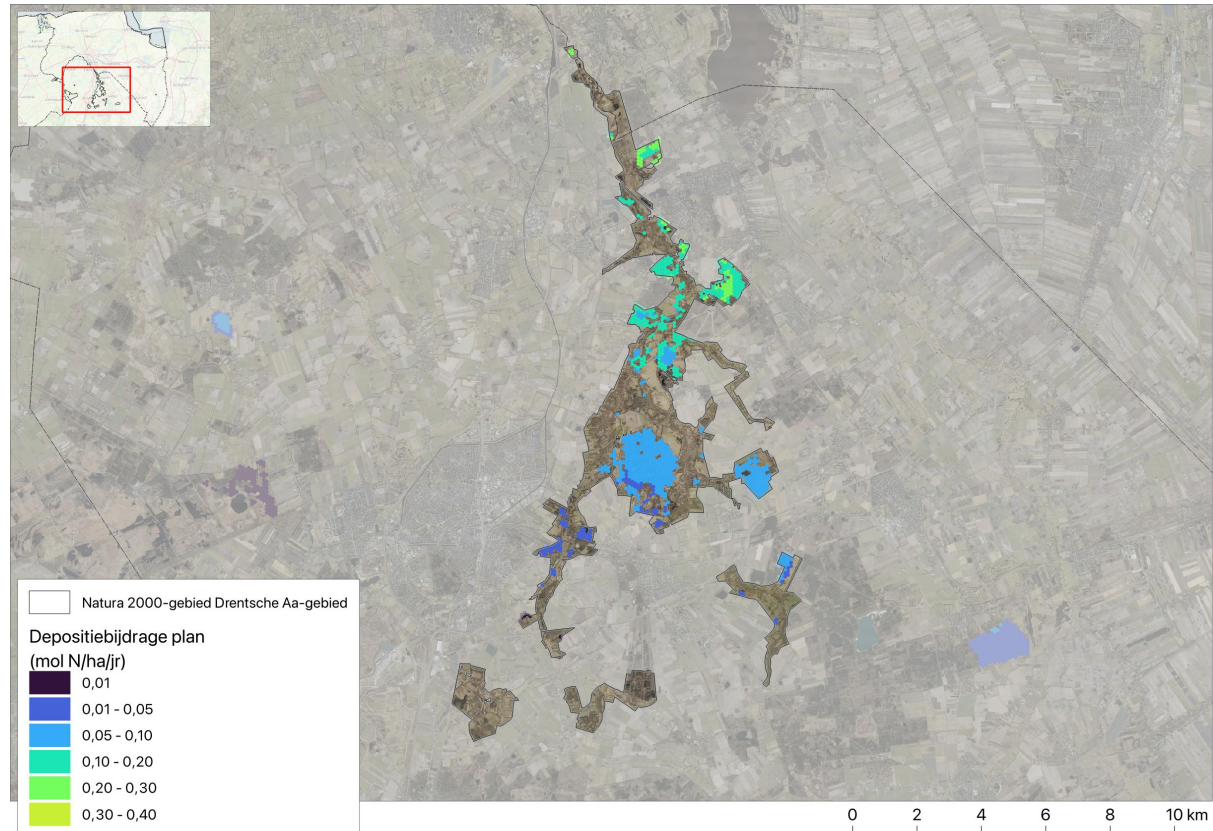 Natura 2000-gebied Drentsche Aa-gebied
Depositiebijdrage plan
(mol N/ha/jr)
0,01
0,01 - 0,05
0,05 - 0,10
0,10 - 0,20
0,20 - 0,30
0,30 - 0,40
0 2 4 6 8 10 km